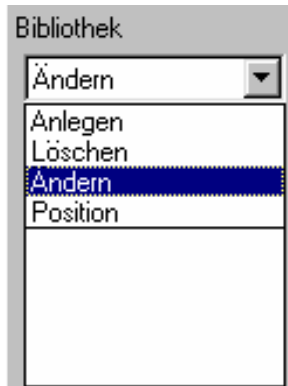 Bibliothek
Ändern
Anlegen
Löschen
Ändern
Position